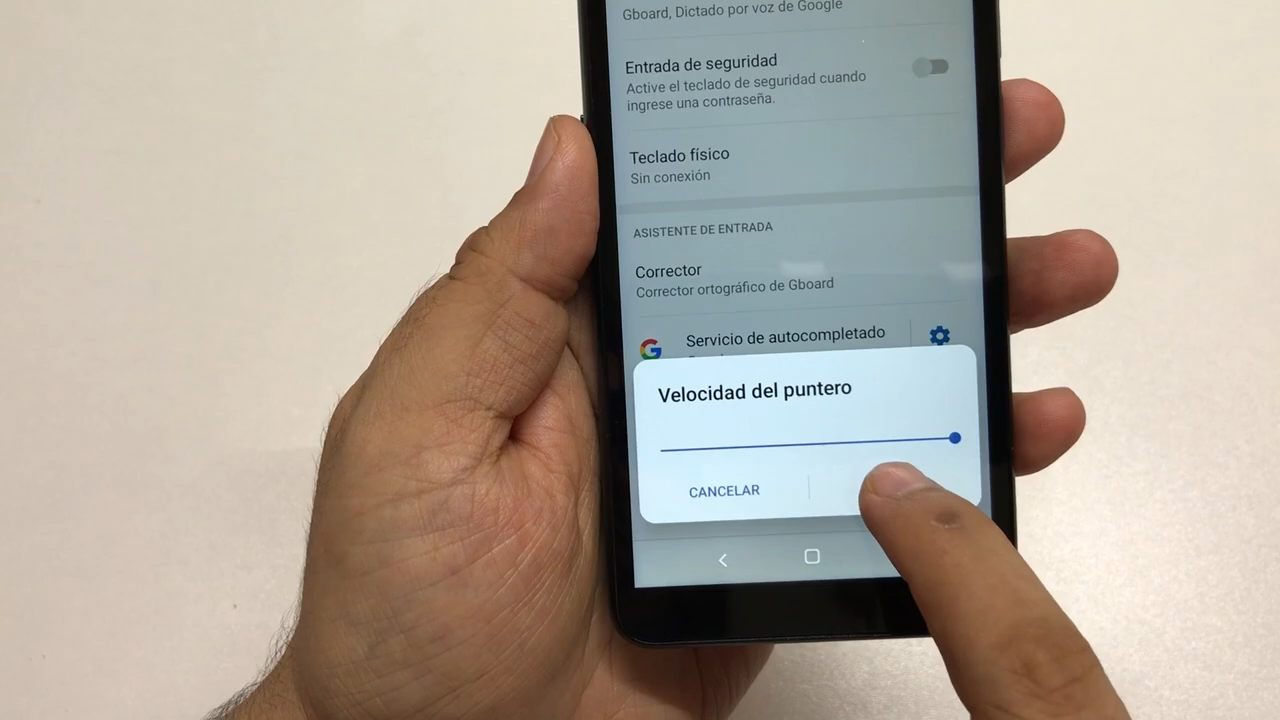 Gboard, Dictado por voz de Google
Entrada de seguridad
Active el teclado de seguridad cuando
ingrese una contraseña.
Teclado físico
Sin conexión
ASISTENTE DE ENTRADA
Corrector
Corrector ortográfico de Gboard
Servicio de autocompletado
Velocidad del puntero
CANCELAR